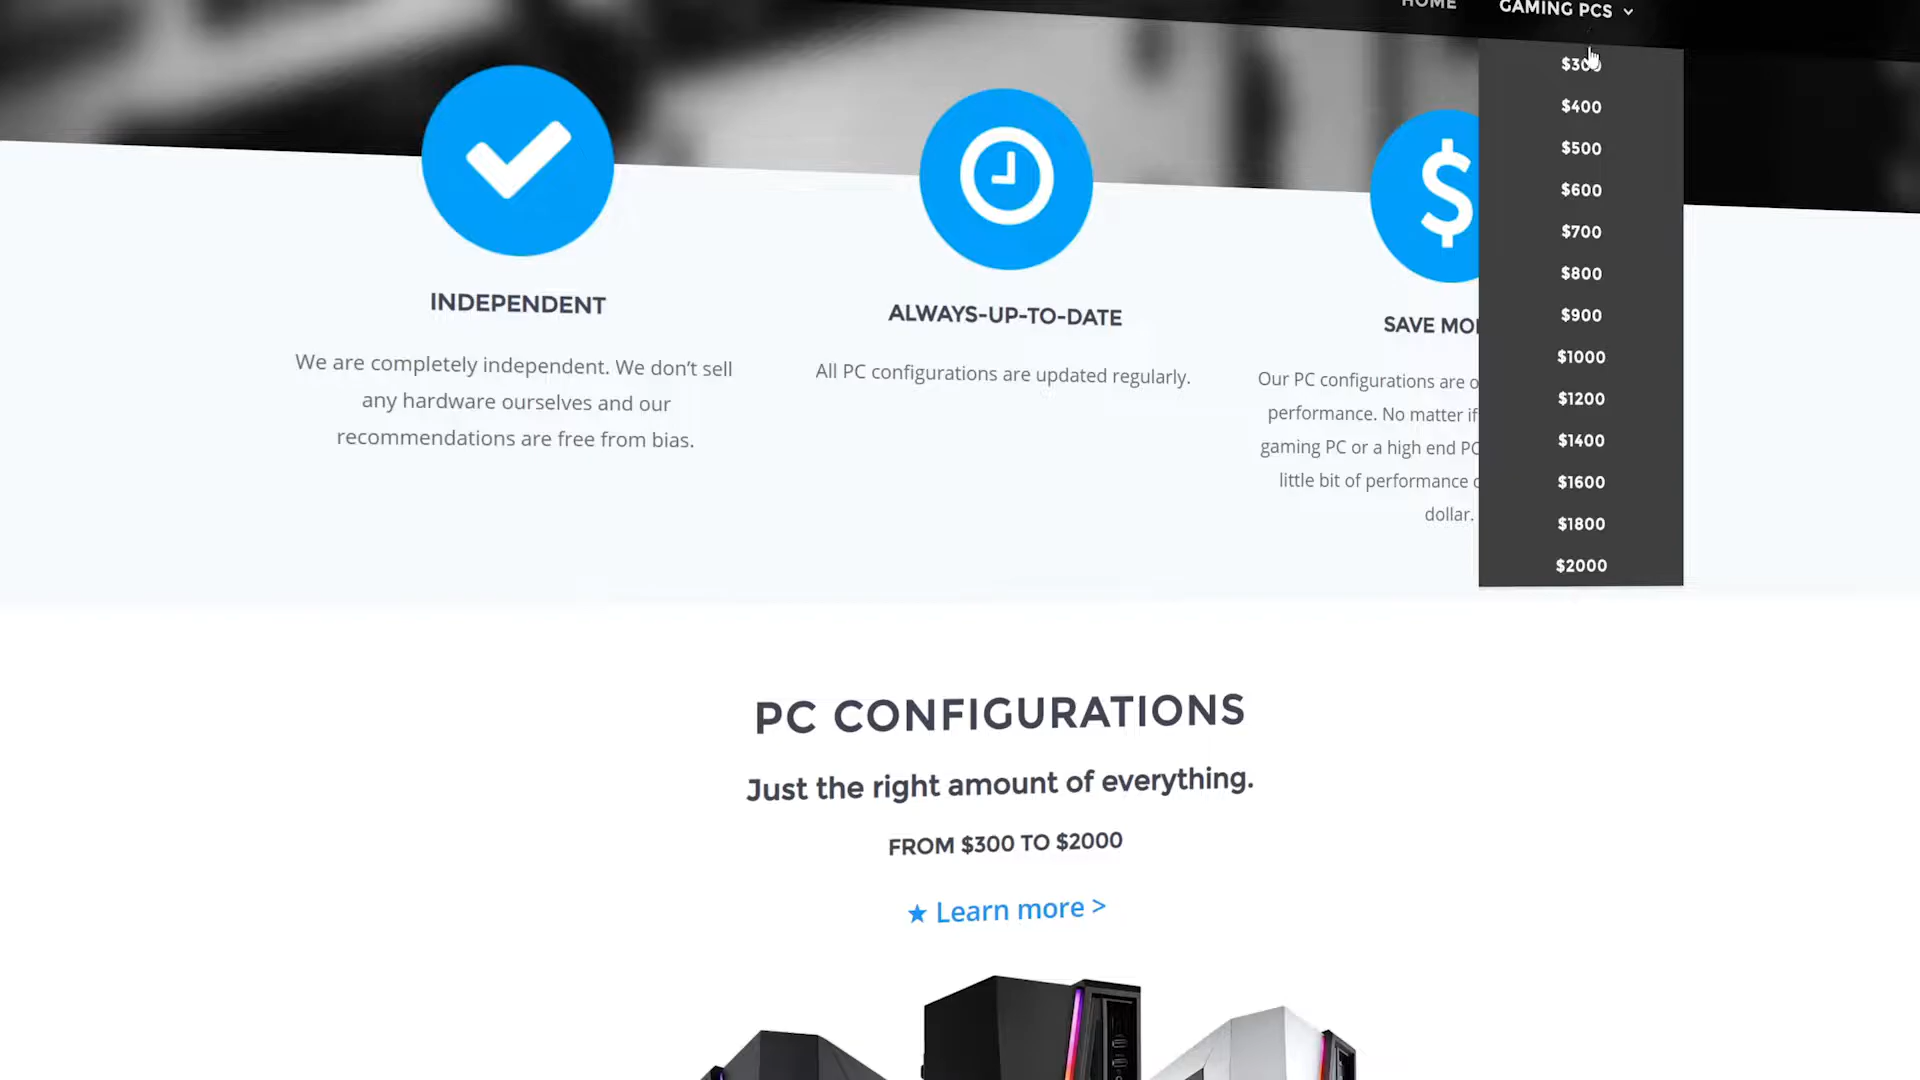 HOME
GAMING PCS
$300
$400
$500
$600
$700
$800
$900
$1000
$1200
$1400
$1600
$1800
$2000
INDEPENDENT
We are completely independent. We don't sell
any hardware ourselves and our
recommendations are free from bias.
ALWAYS-UP-TO-DATE
All PC configurations are updated regularly.
$
SAVE
Our PC configurations are
performance. No matter if
gaming PC or a high end PC
little bit of performance
dollar.
PC CONFIGURATIONS
Just the right amount of everything.
FROM $300 TO $2000
★ Learn more >